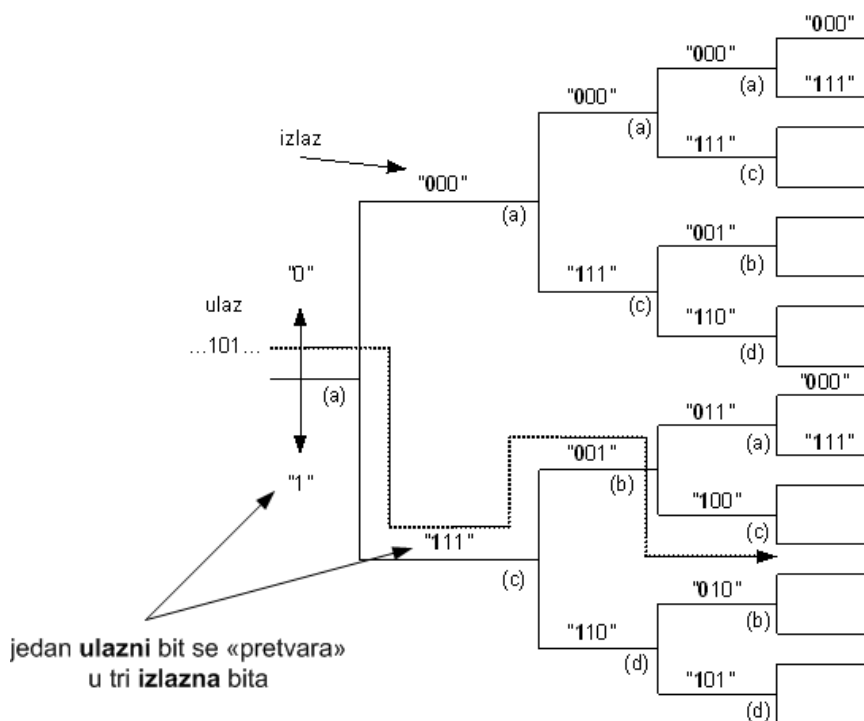 "000"
"000"
(a)
"111"
"000"
(a)
"111"
(c)
izlaz
"000"
(a)
"001"
(b)
"111"
(c)
"110"
(d)
"0"
ulaz
...101...
(a)
"1"
"000"
"011"
(a)
"111"
"001"
(b)
"100"
(c)
"111"
(c)
"010"
(b)
"110"
(d)
"101"
(d)
jedan ulazni bit se «pretvara»
u tri izlazna bita